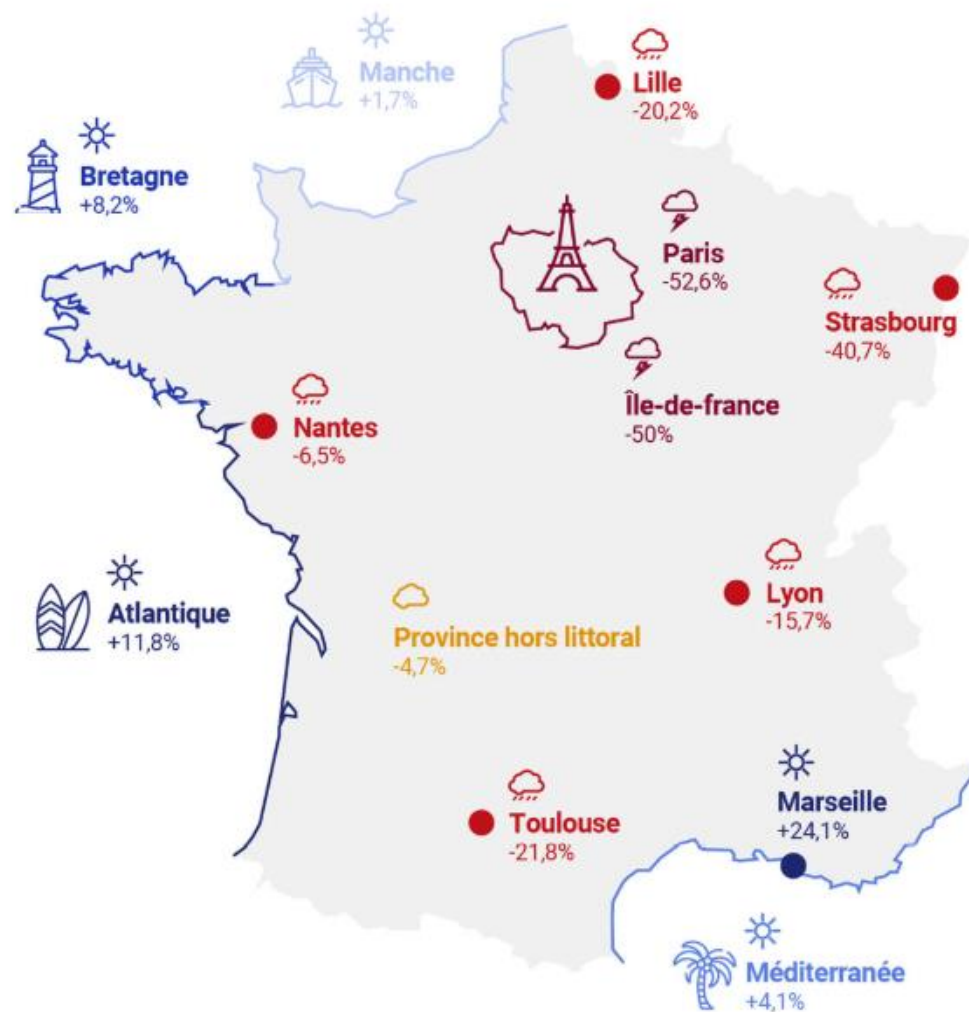 Manche
+1,7%
Lille
-20,2%
Bretagne
+8,2%
Paris
-52,6%
Strasbourg
-40,7%
Île-de-france
-50%
Nantes
-6,5%
Atlantique
+11,8%
Lyon
-15,7%
Province hors littoral
-4,7%
Marseille
+24,1%
Toulouse
-21,8%
Méditerranée
+4,1%